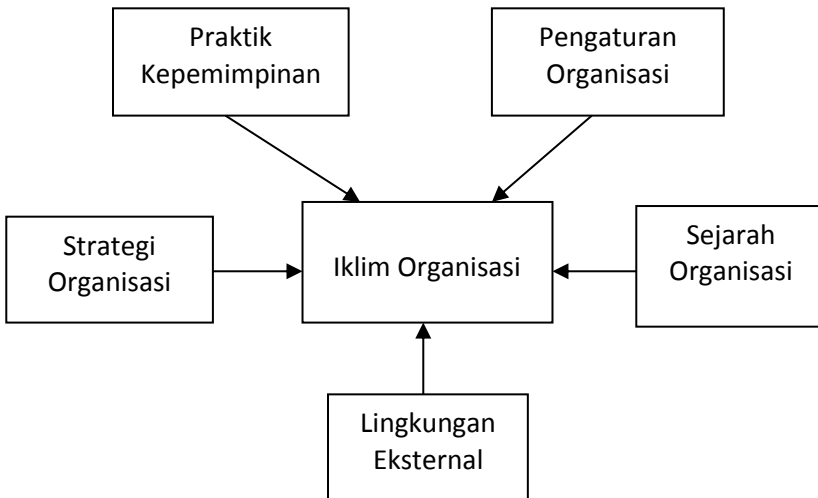 Praktik
Kepemimpinan
Pengaturan
Organisasi
Strategi
Organisasi
Iklim Organisasi
Sejarah
Organisasi
Lingkungan
Eksternal